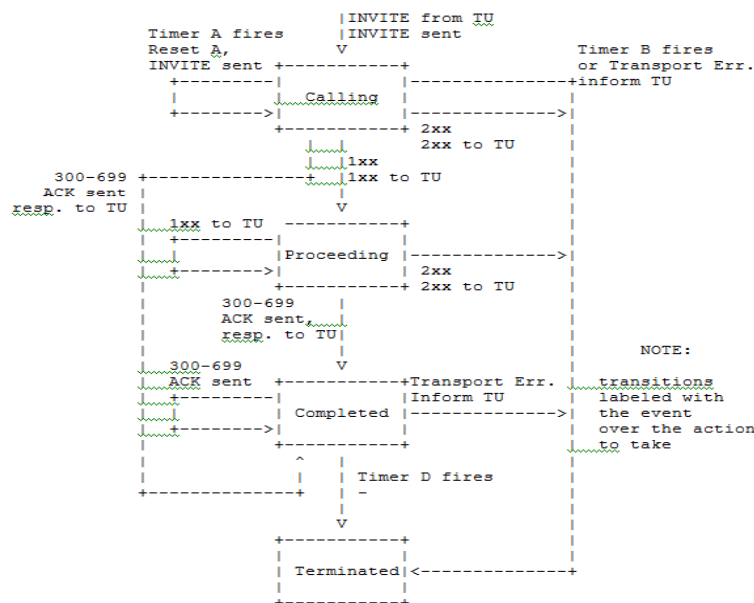 |INVITE from TU
Timer A fires     |INVITE sent
Reset A,          V                      Timer B fires
INVITE sent +-----------+                or Transport Err.
+---------|           |---------------+inform TU
|         |  Calling  |               |
+-------->|           |-------------->|
+-----------+ 2xx           |
|  |       2xx to TU     |
|  |1xx                  |
300-699 +---------------+  |1xx to TU            |
ACK sent |                  |                     |
resp. to TU |                  V                     |
|  1xx to TU -----------+               |
|  +---------|           |               |
|  |         |Proceeding |-------------->|
|  +-------->|           | 2xx           |
|            +-----------+ 2xx to TU     |
|       300-699    |                     |
|       ACK sent,  |                     |
|       resp. to TU|                     |
|                  |                     |      NOTE:
|  300-699         V                     |
|  ACK sent  +-----------+Transport Err. |  transitions
|  +---------|           |Inform TU      |  labeled with
|  |         | Completed |-------------->|  the event
|  +-------->|           |               |  over the action
|            +-----------+               |  to take
|              ^   |                     |
|              |   | Timer D fires       |
+--------------+   | -                   |
|                     |
V                     |
+-----------+               |
|           |               |
| Terminated|<--------------+
|           |
+-----------+